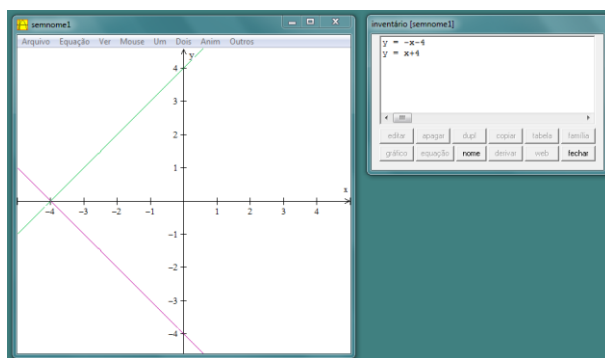 semnome1
Arquivo Equação Ver Mouse Um Dois Anim Outros
y
4
3
2
1
x
-4 -3 -2 -1 1 2 3 4
-1
-2
-3
-4
inventário [semnome1]
y = -x-4
y = x+4
editar apagar dupl copiar tabela família
gráfico equação nome derivar web fechar